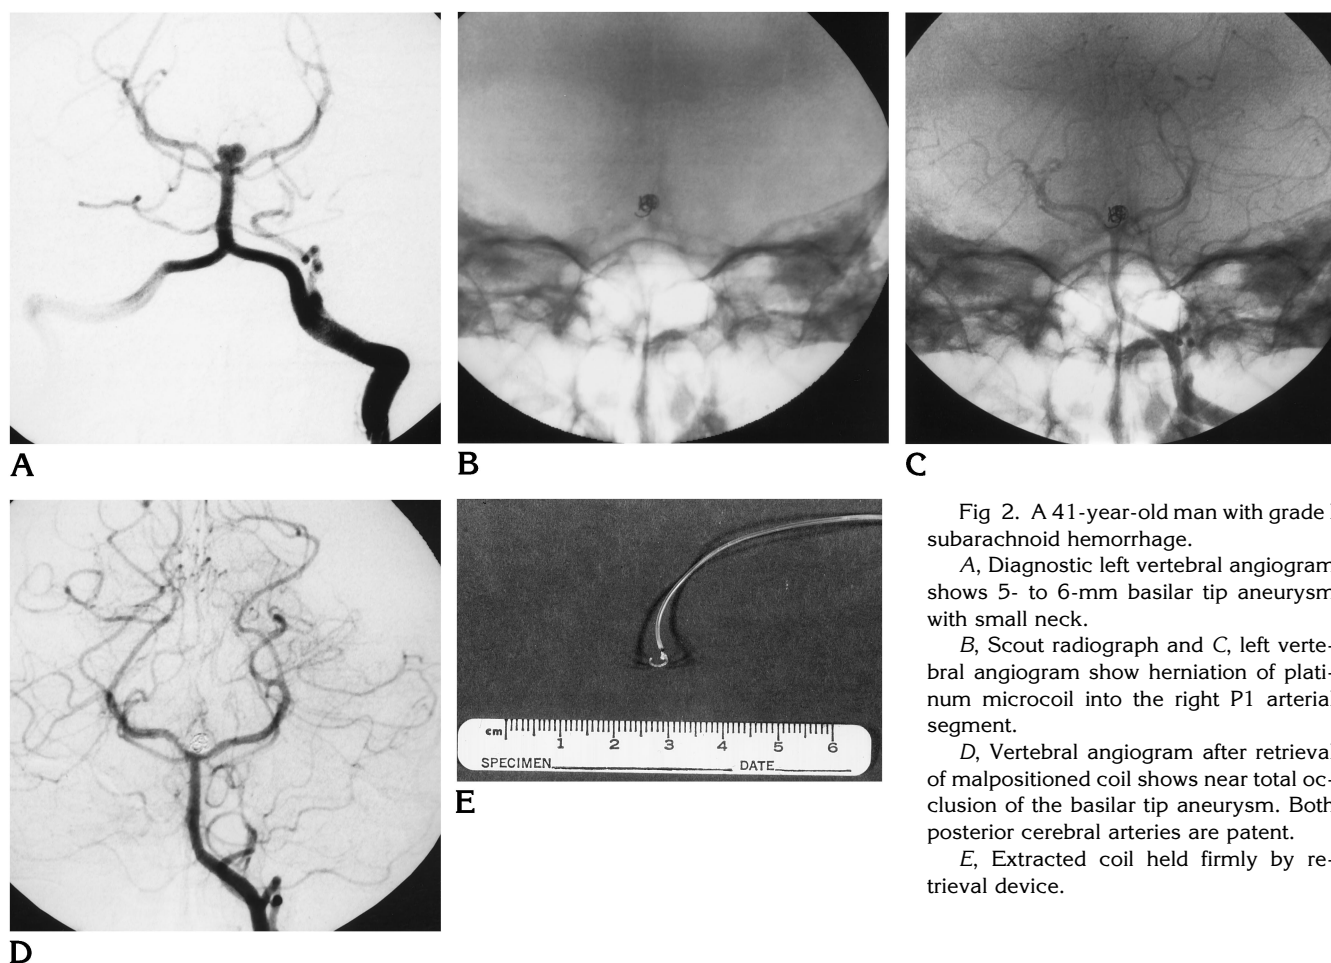 A
B
C
D
cm 1 2 3 4 5 6
SPECIMEN DATE
E
Fig 2. A 41-year-old man with grade
subarachnoid hemorrhage.
A, Diagnostic left vertebral angiogram
shows 5- to 6-mm basilar tip aneurysm
with small neck.
B, Scout radiograph and C, left verte-
bral angiogram show herniation of plati-
num microcoil into the right P1 arterial
segment.
D, Vertebral angiogram after retrieval
of malpositioned coil shows near total oc-
clusion of the basilar tip aneurysm. Both
posterior cerebral arteries are patent.
E, Extracted coil held firmly by re-
trieval device.